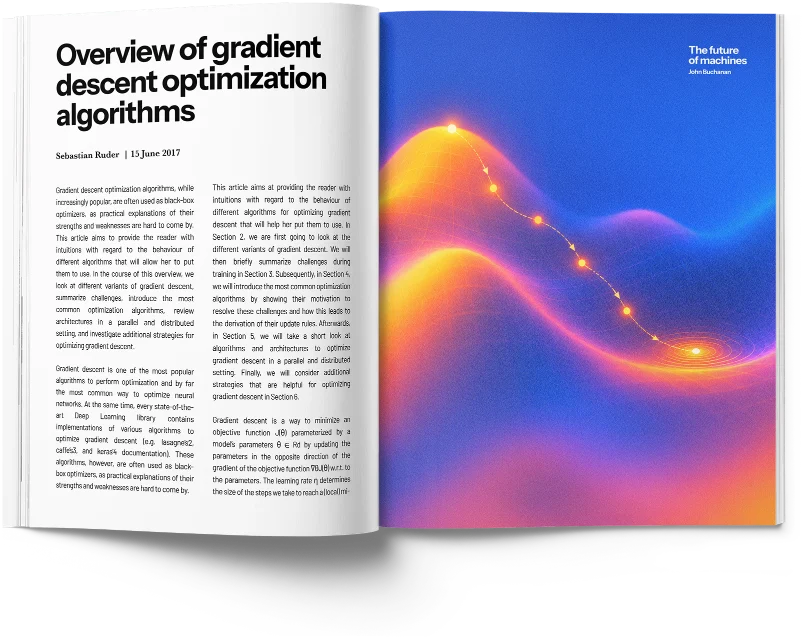 Overview of gradient
descent optimization
algorithms
Sebastian Ruder | 15 June 2017
Gradient descent optimization algorithms, while
increasingly popular, are often used as black-box
optimizers, as practical explanations of their
strengths and weaknesses are hard to come by.
This article aims to provide the reader with
intuitions with regard to the behaviour of
different algorithms that will allow her to put
them to use. In the course of this overview, we
look at different variants of gradient descent,
summarize challenges, introduce the most
common optimization algorithms, review
architectures in a parallel and distributed
setting, and investigate additional strategies for
optimizing gradient descent.
Gradient descent is one of the most popular
algorithms to perform optimization and by far
the most common way to optimize neural
networks. At the same time, every state-of-the-
art Deep Learning library contains
implementations of various algorithms to
optimize gradient descent (e.g. lasagne's2,
caffe's3, and keras'4 documentation). These
algorithms, however, are often used as black-
box optimizers, as practical explanations of their
strengths and weaknesses are hard to come by.
This article aims at providing the reader with
intuitions with regard to the behaviour of
different algorithms for optimizing gradient
descent that will help her put them to use. In
Section 2, we are first going to look at the
different variants of gradient descent. We will
then briefly summarize challenges during
training in Section 3. Subsequently, in Section 4,
we will introduce the most common optimization
algorithms by showing their motivation to
resolve these challenges and how this leads to
the derivation of their update rules. Afterwards,
in Section 5, we will take a short look at
algorithms and architectures to optimize
gradient descent in a parallel and distributed
setting. Finally, we will consider additional
strategies that are helpful for optimizing
gradient descent in Section 6.
Gradient descent is a way to minimize an
objective function J(θ) parameterized by a
model's parameters θ ∈ Rd by updating the
parameters in the opposite direction of the
gradient of the objective function ∇θJ(θ) w.r.t. to
the parameters. The learning rate η determines
the size of the steps we take to reach a (local) mi-
The future
of machines
John Buchanan